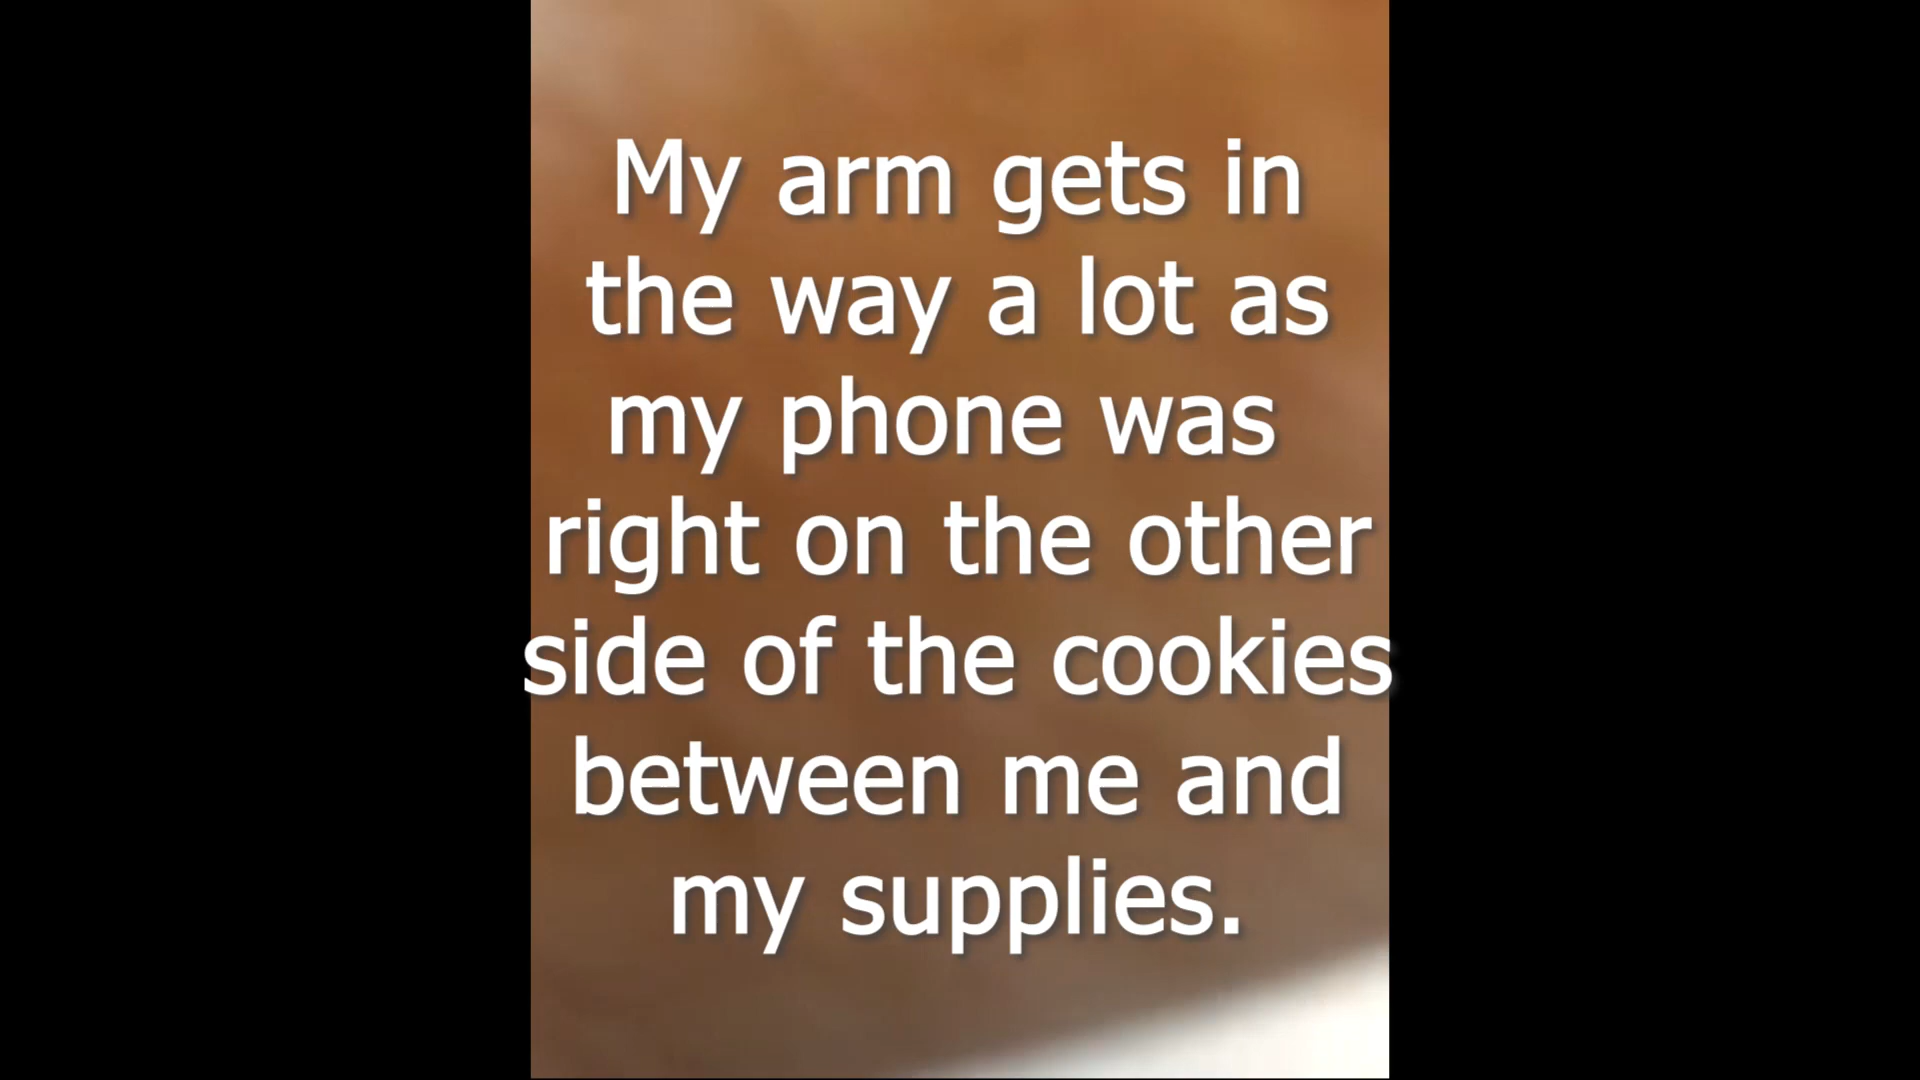 My arm gets in
the way a lot as
my phone was
right on the other
side of the cookies
between me and
my supplies.